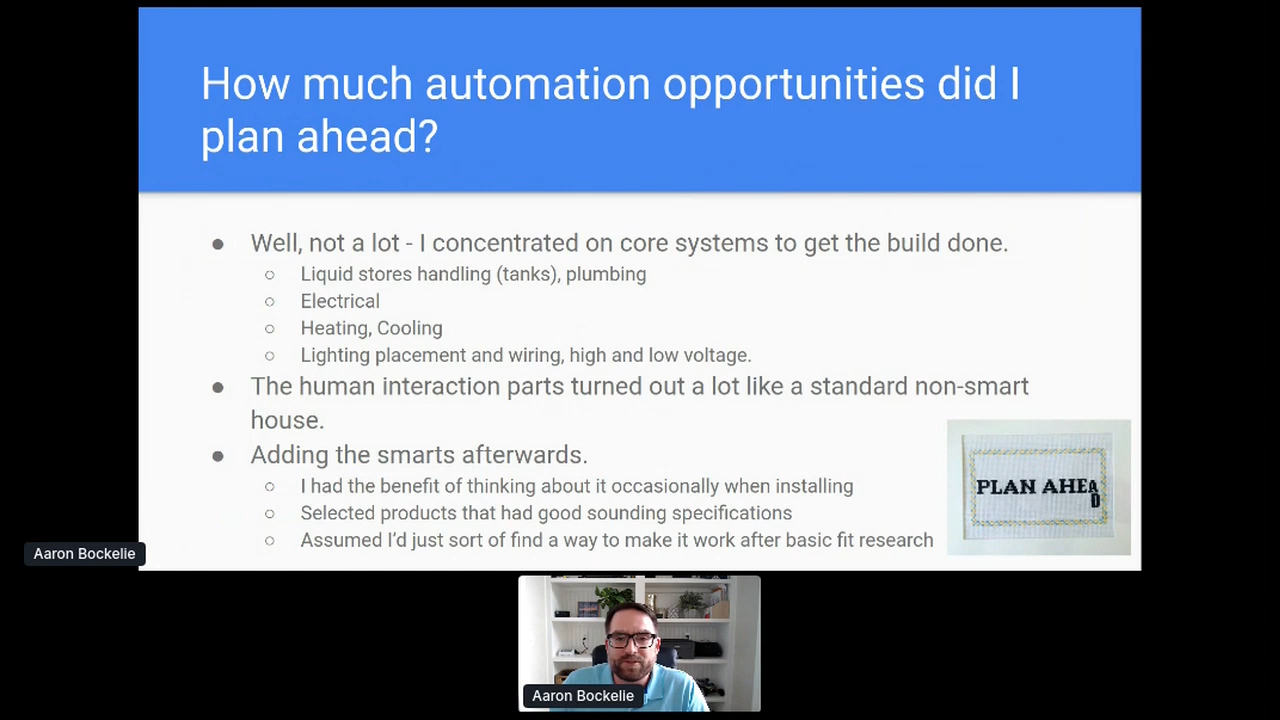 How much automation opportunities did I
plan ahead?
● Well, not a lot - I concentrated on core systems to get the build done.
○ Liquid stores handling (tanks), plumbing
○ Electrical
○ Heating, Cooling
○ Lighting placement and wiring, high and low voltage.
● The human interaction parts turned out a lot like a standard non-smart
house.
● Adding the smarts afterwards.
○ I had the benefit of thinking about it occasionally when installing
○ Selected products that had good sounding specifications
○ Assumed I'd just sort of find a way to make it work after basic fit research
PLAN AHEAD
Aaron Bockelie
Aaron Bockelie